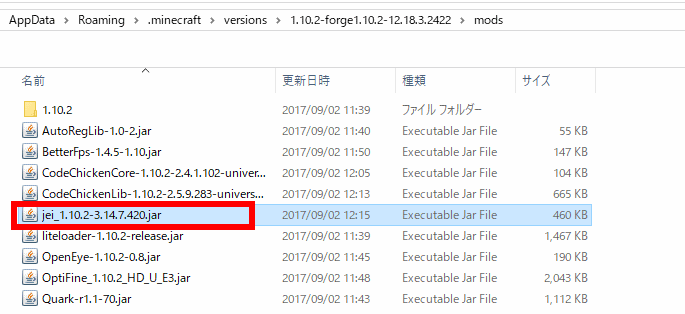 AppData > Roaming > .minecraft > versions > 1.10.2-forge1.10.2-12.18.3.2422 > mods
名前 更新日時 種類 サイズ
1.10.2 2017/09/02 11:39 ファイル フォルダー
AutoRegLib-1.0-2.jar 2017/09/02 11:40 Executable Jar File 55 KB
BetterFps-1.4.5-1.10.jar 2017/09/02 11:50 Executable Jar File 147 KB
CodeChickenCore-1.10.2-2.4.1.102-univer... 2017/09/02 12:05 Executable Jar File 104 KB
CodeChickenLib-1.10.2-2.5.9.283-univers... 2017/09/02 12:13 Executable Jar File 665 KB
jei_1.10.2-3.14.7.420.jar 2017/09/02 12:15 Executable Jar File 460 KB
liteloader-1.10.2-release.jar 2017/09/02 11:39 Executable Jar File 1,467 KB
OpenEye-1.10.2-0.8.jar 2017/09/02 11:45 Executable Jar File 190 KB
OptiFine_1.10.2_HD_U_E3.jar 2017/09/02 11:48 Executable Jar File 2,043 KB
Quark-r1.1-70.jar 2017/09/02 11:43 Executable Jar File 1,112 KB